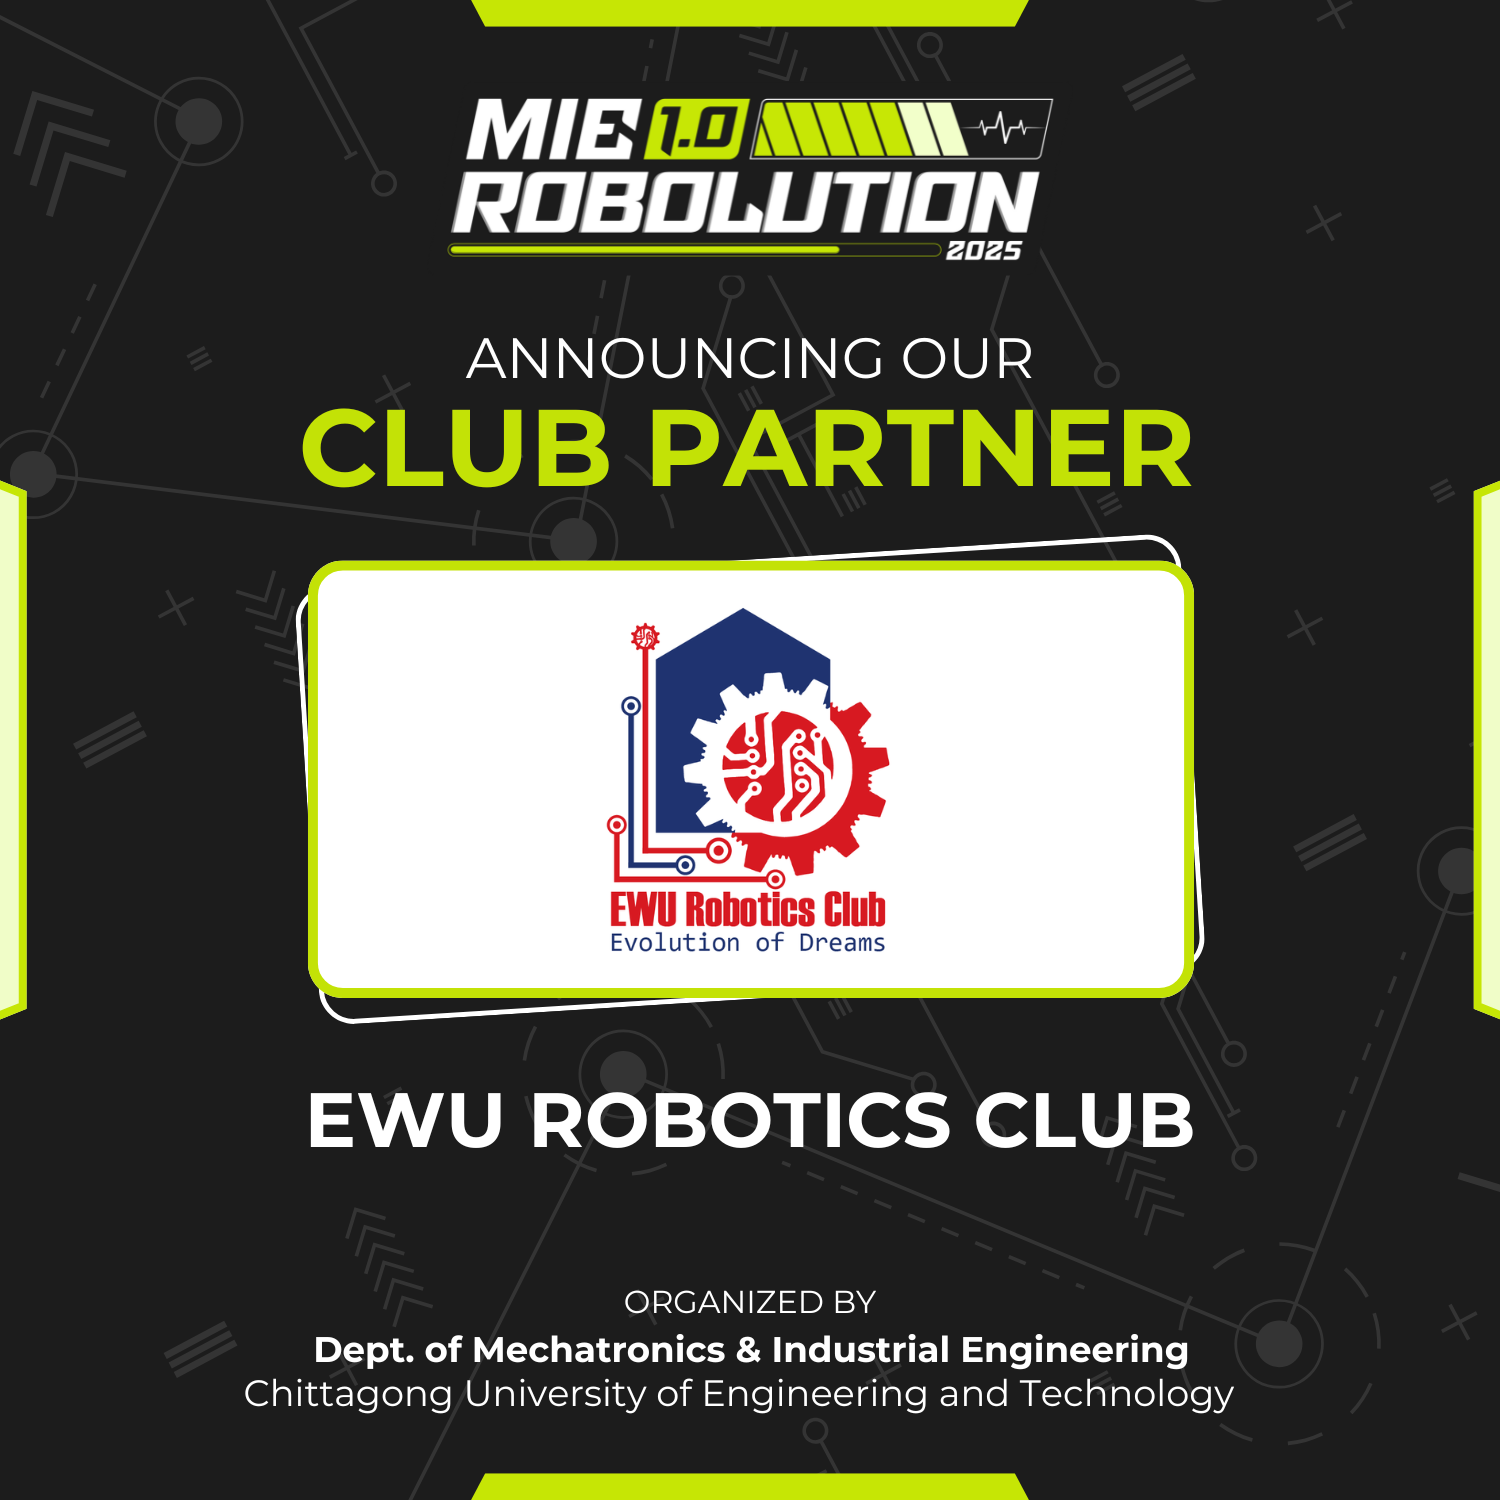 MIE 1.0
ROBOLUTION
2025
ANNOUNCING OUR
CLUB PARTNER
EWU Robotics Club
Evolution of Dreams
EWU ROBOTICS CLUB
ORGANIZED BY
Dept. of Mechatronics & Industrial Engineering
Chittagong University of Engineering and Technology